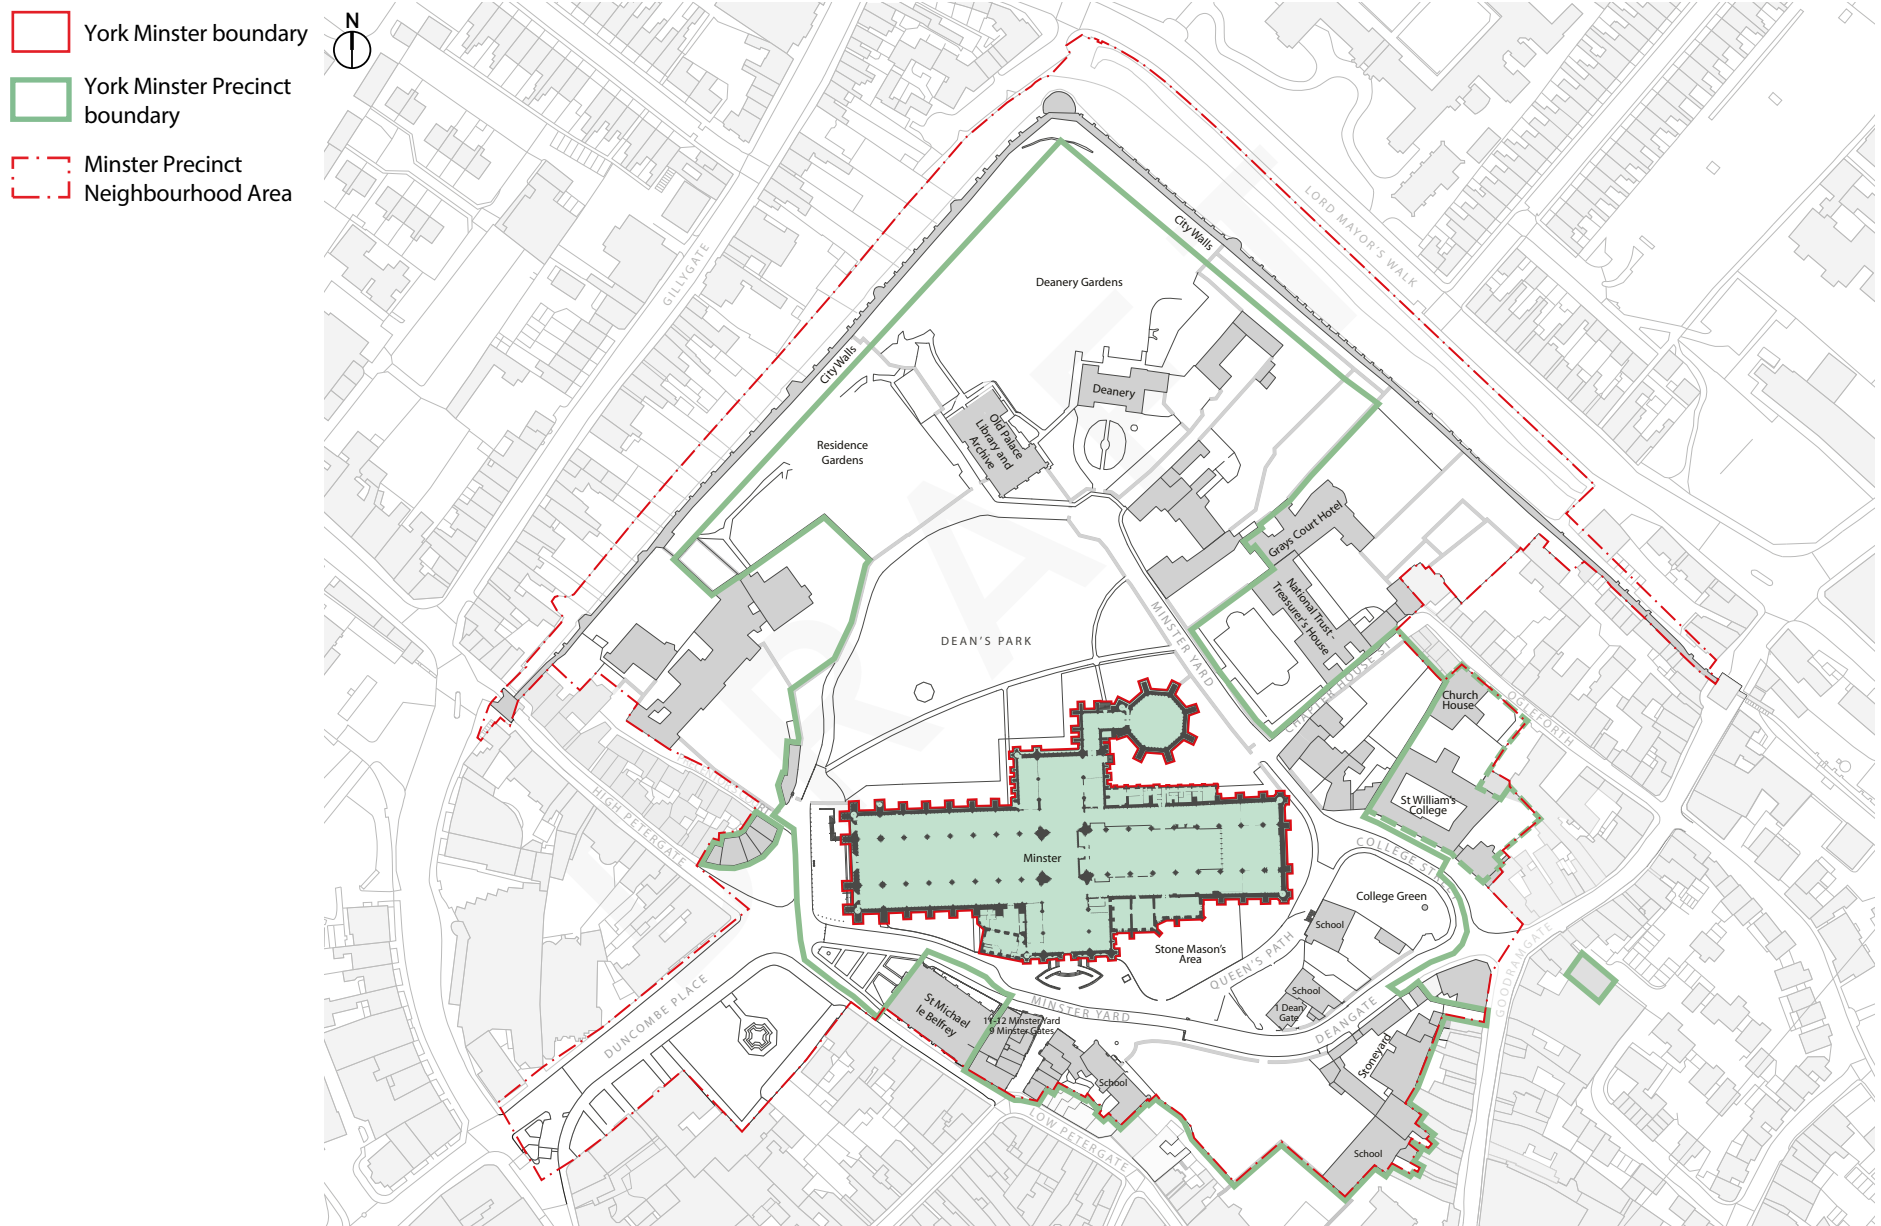 York Minster boundary
York Minster Precinct
boundary
Minster Precinct
Neighbourhood Area
N
LORD MAYOR'S WALK
City Walls
GILLYGATE
Deanery Gardens
City Walls
Deanery
Old Palace
Library and
Archive
Residence
Gardens
Grays Court Hotel
National Trust -
Treasurer's House
MINSTER YARD
DEAN'S PARK
CHAPTER HOUSE ST
Church
House
OGLEFORTH
HIGH PETERGATE
St William's
College
Minster
COLLEGE STREET
College Green
School
Stone Mason's
Area
QUEEN'S PATH
GOODRAMGATE
DUNCOMBE PLACE
St Michael
le Belfrey
MINSTER YARD
11-12 Minster Yard
9 Minster Gates
School
1 Dean
Gate
DEANGATE
Stoneyard
School
LOW PETERGATE
School
DRAFT